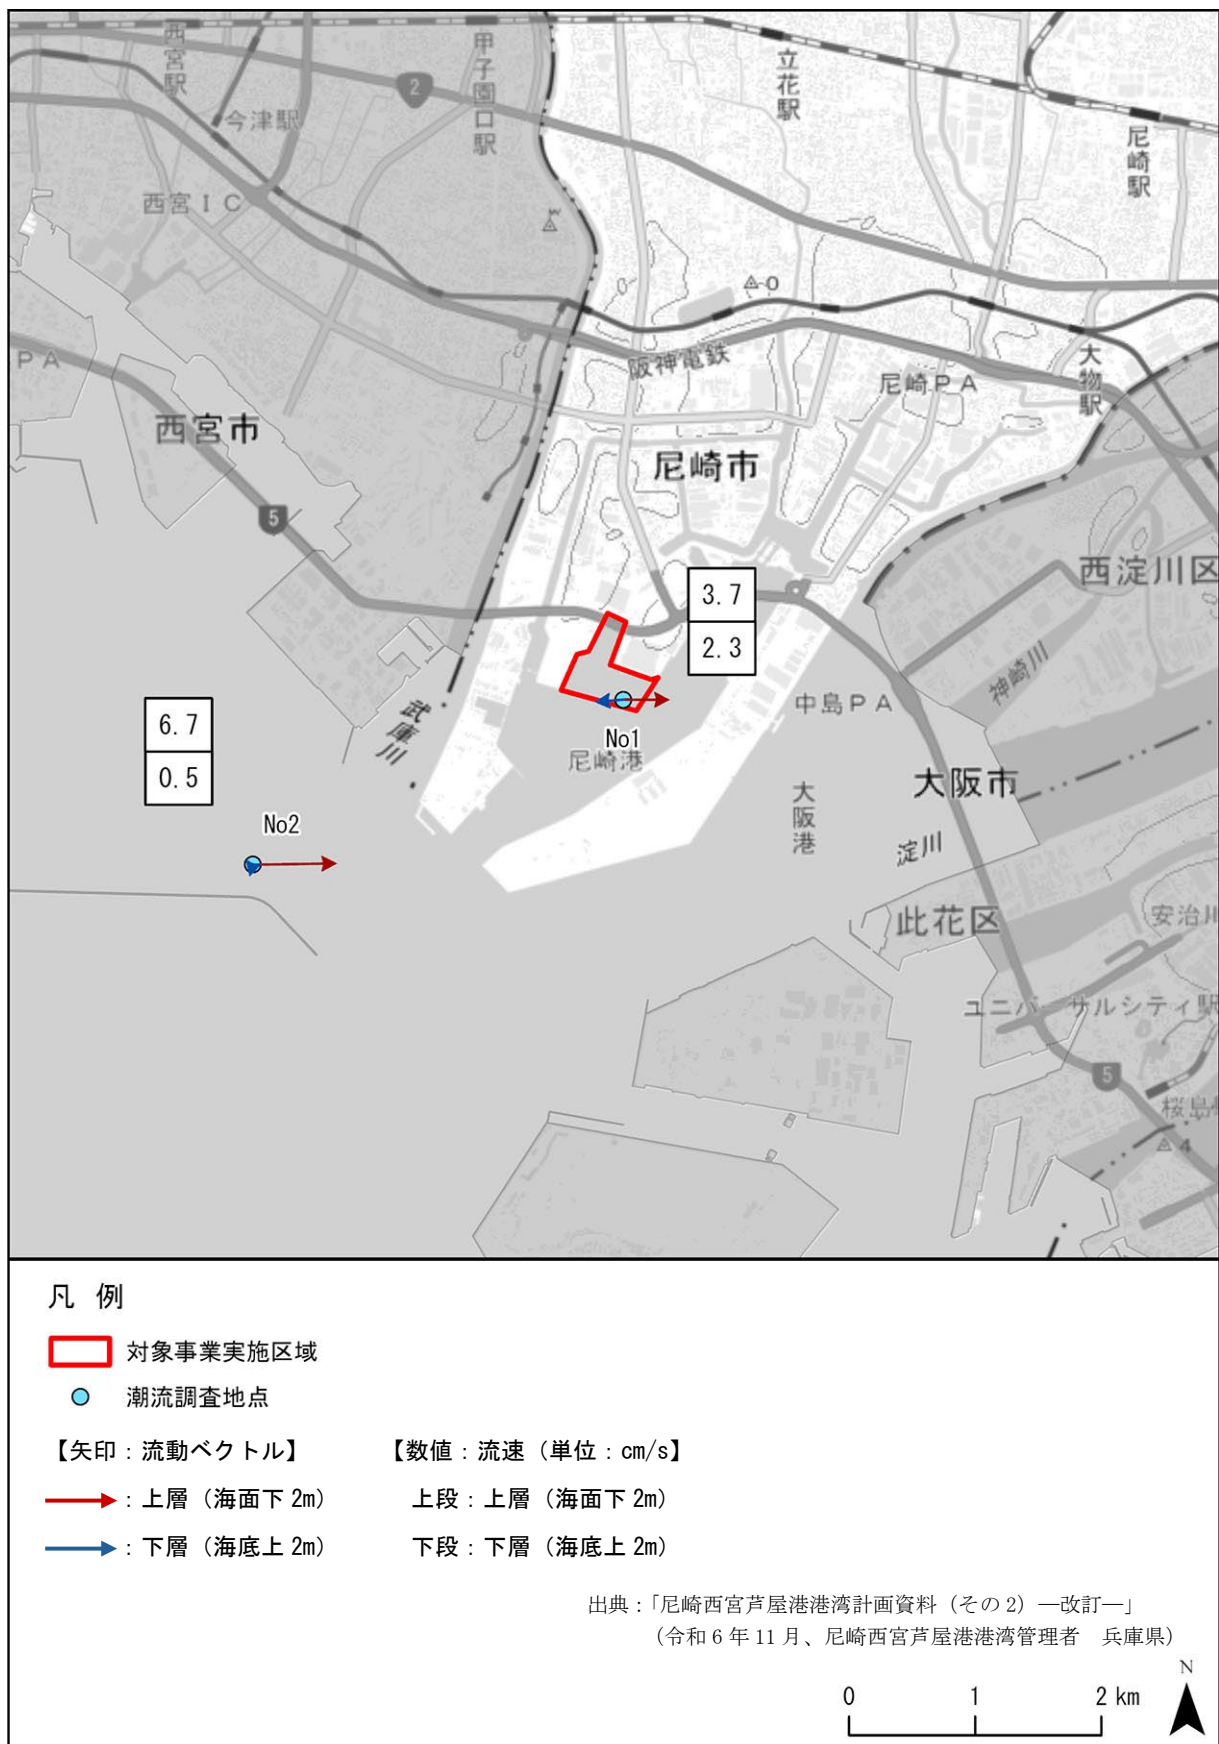 西宮駅
甲子園口駅
立花駅
2
今津駅
尼崎駅
西宮IC
0
阪神電鉄
PA
尼崎PA
大物駅
西宮市
尼崎市
5
西淀川区
3.7
2.3
神崎川
6.7
0.5
武庫川
中島PA
No1
尼崎港
大阪市
大阪港
No2
淀川
此花区
安治川
ユニバーサルシティ駅
5
桜島
4
凡 例
対象事業実施区域
潮流調査地点
【矢印：流動ベクトル】 【数値：流速（単位：cm/s】
：上層（海面下 2m） 上段：上層（海面下 2m）
：下層（海底上 2m） 下段：下層（海底上 2m）
出典：「尼崎西宮芦屋港港湾計画資料（その2）―改訂―」
（令和 6 年 11 月、尼崎西宮芦屋港港湾管理者 兵庫県）
N
0 1 2 km